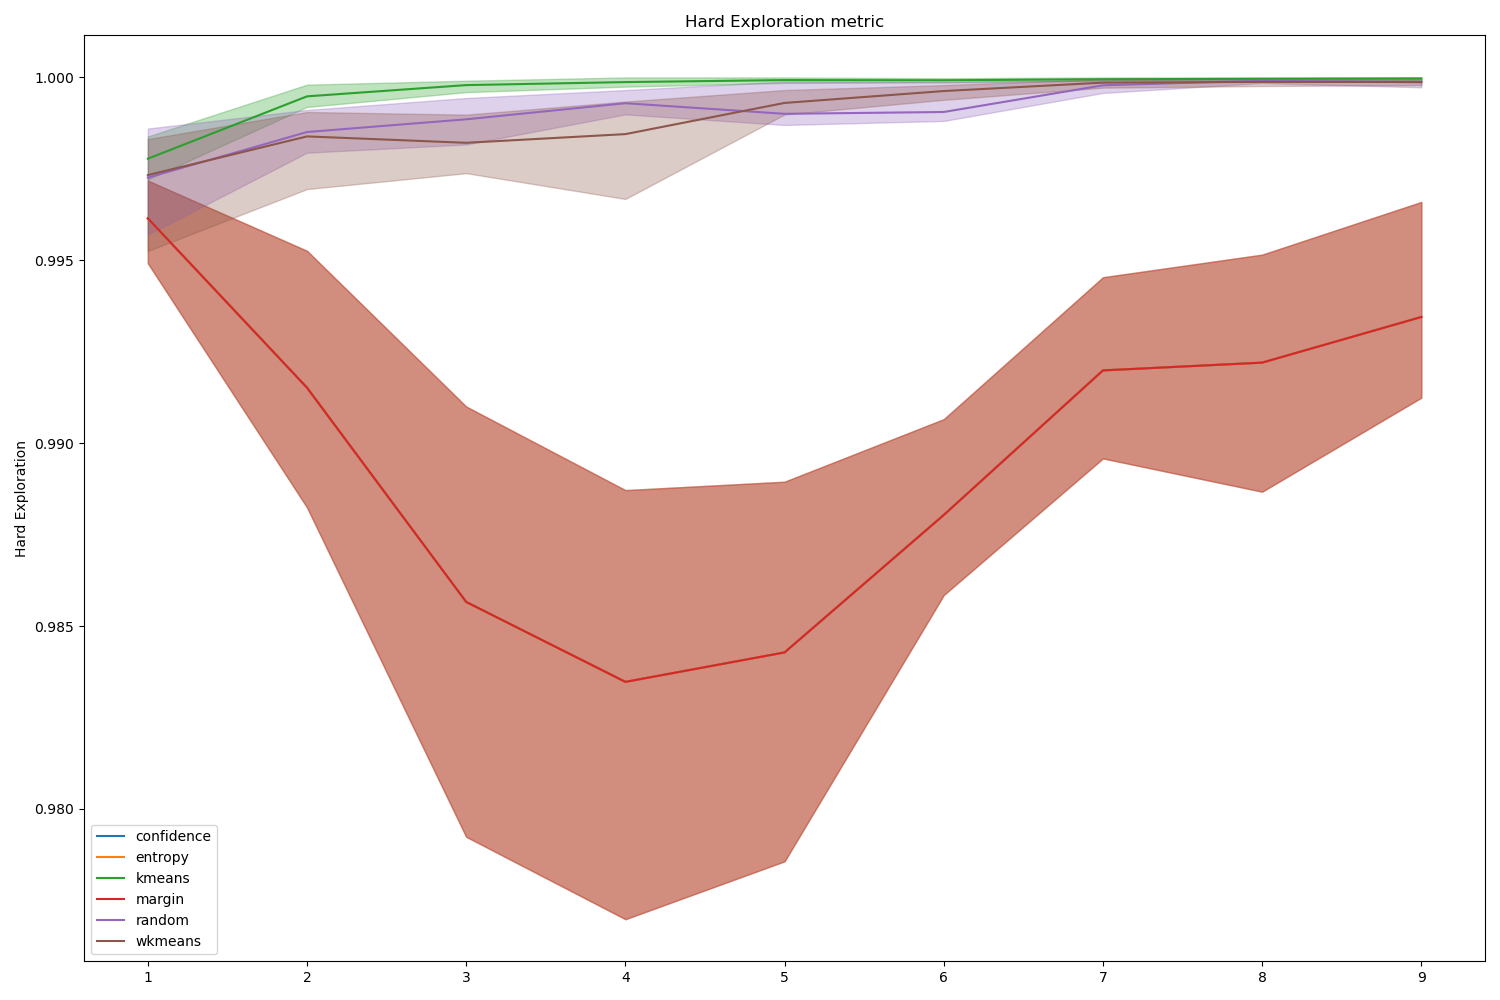 Hard Exploration metric
Hard Exploration
1.000
0.995
0.990
0.985
0.980
confidence
entropy
kmeans
margin
random
wkmeans
1 2 3 4 5 6 7 8 9